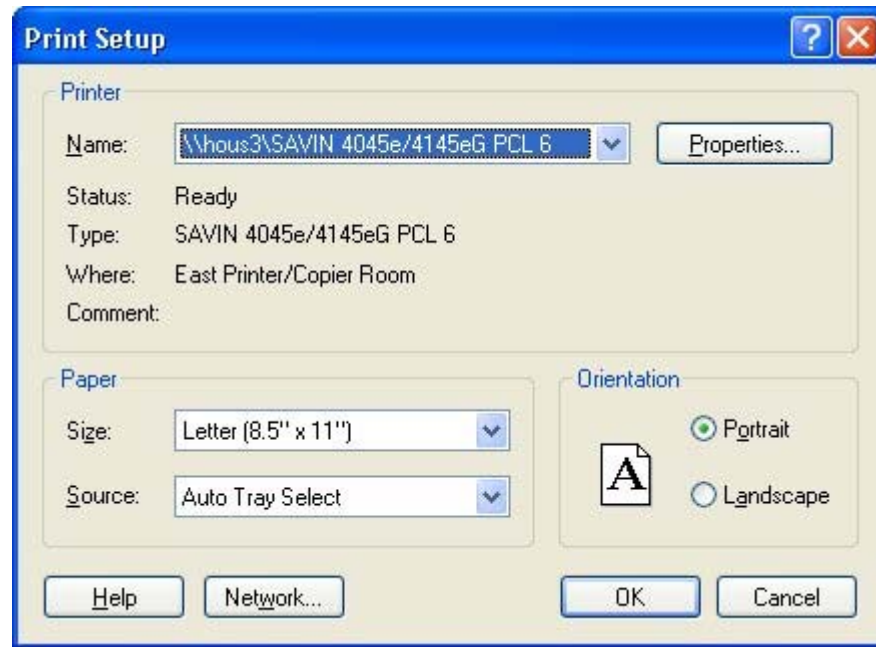 Print Setup
Printer
Name: \\hous3\SAVIN 4045e/4145eG PCL 6 Properties...
Status: Ready
Type: SAVIN 4045e/4145eG PCL 6
Where: East Printer/Copier Room
Comment:
Paper
Size: Letter (8.5" x 11")
Source: Auto Tray Select
Orientation
A
Portrait
Landscape
Help Network... OK Cancel